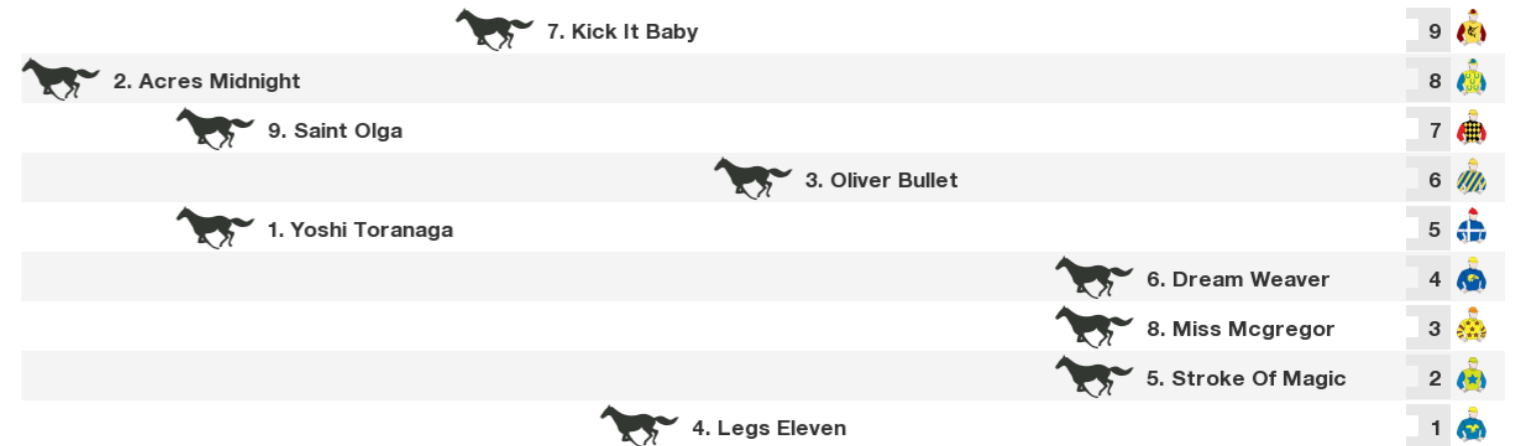 7. Kick It Baby 9
2. Acres Midnight 8
9. Saint Olga 7
3. Oliver Bullet 6
1. Yoshi Toranaga 5
6. Dream Weaver 4
8. Miss Mcgregor 3
5. Stroke Of Magic 2
4. Legs Eleven 1